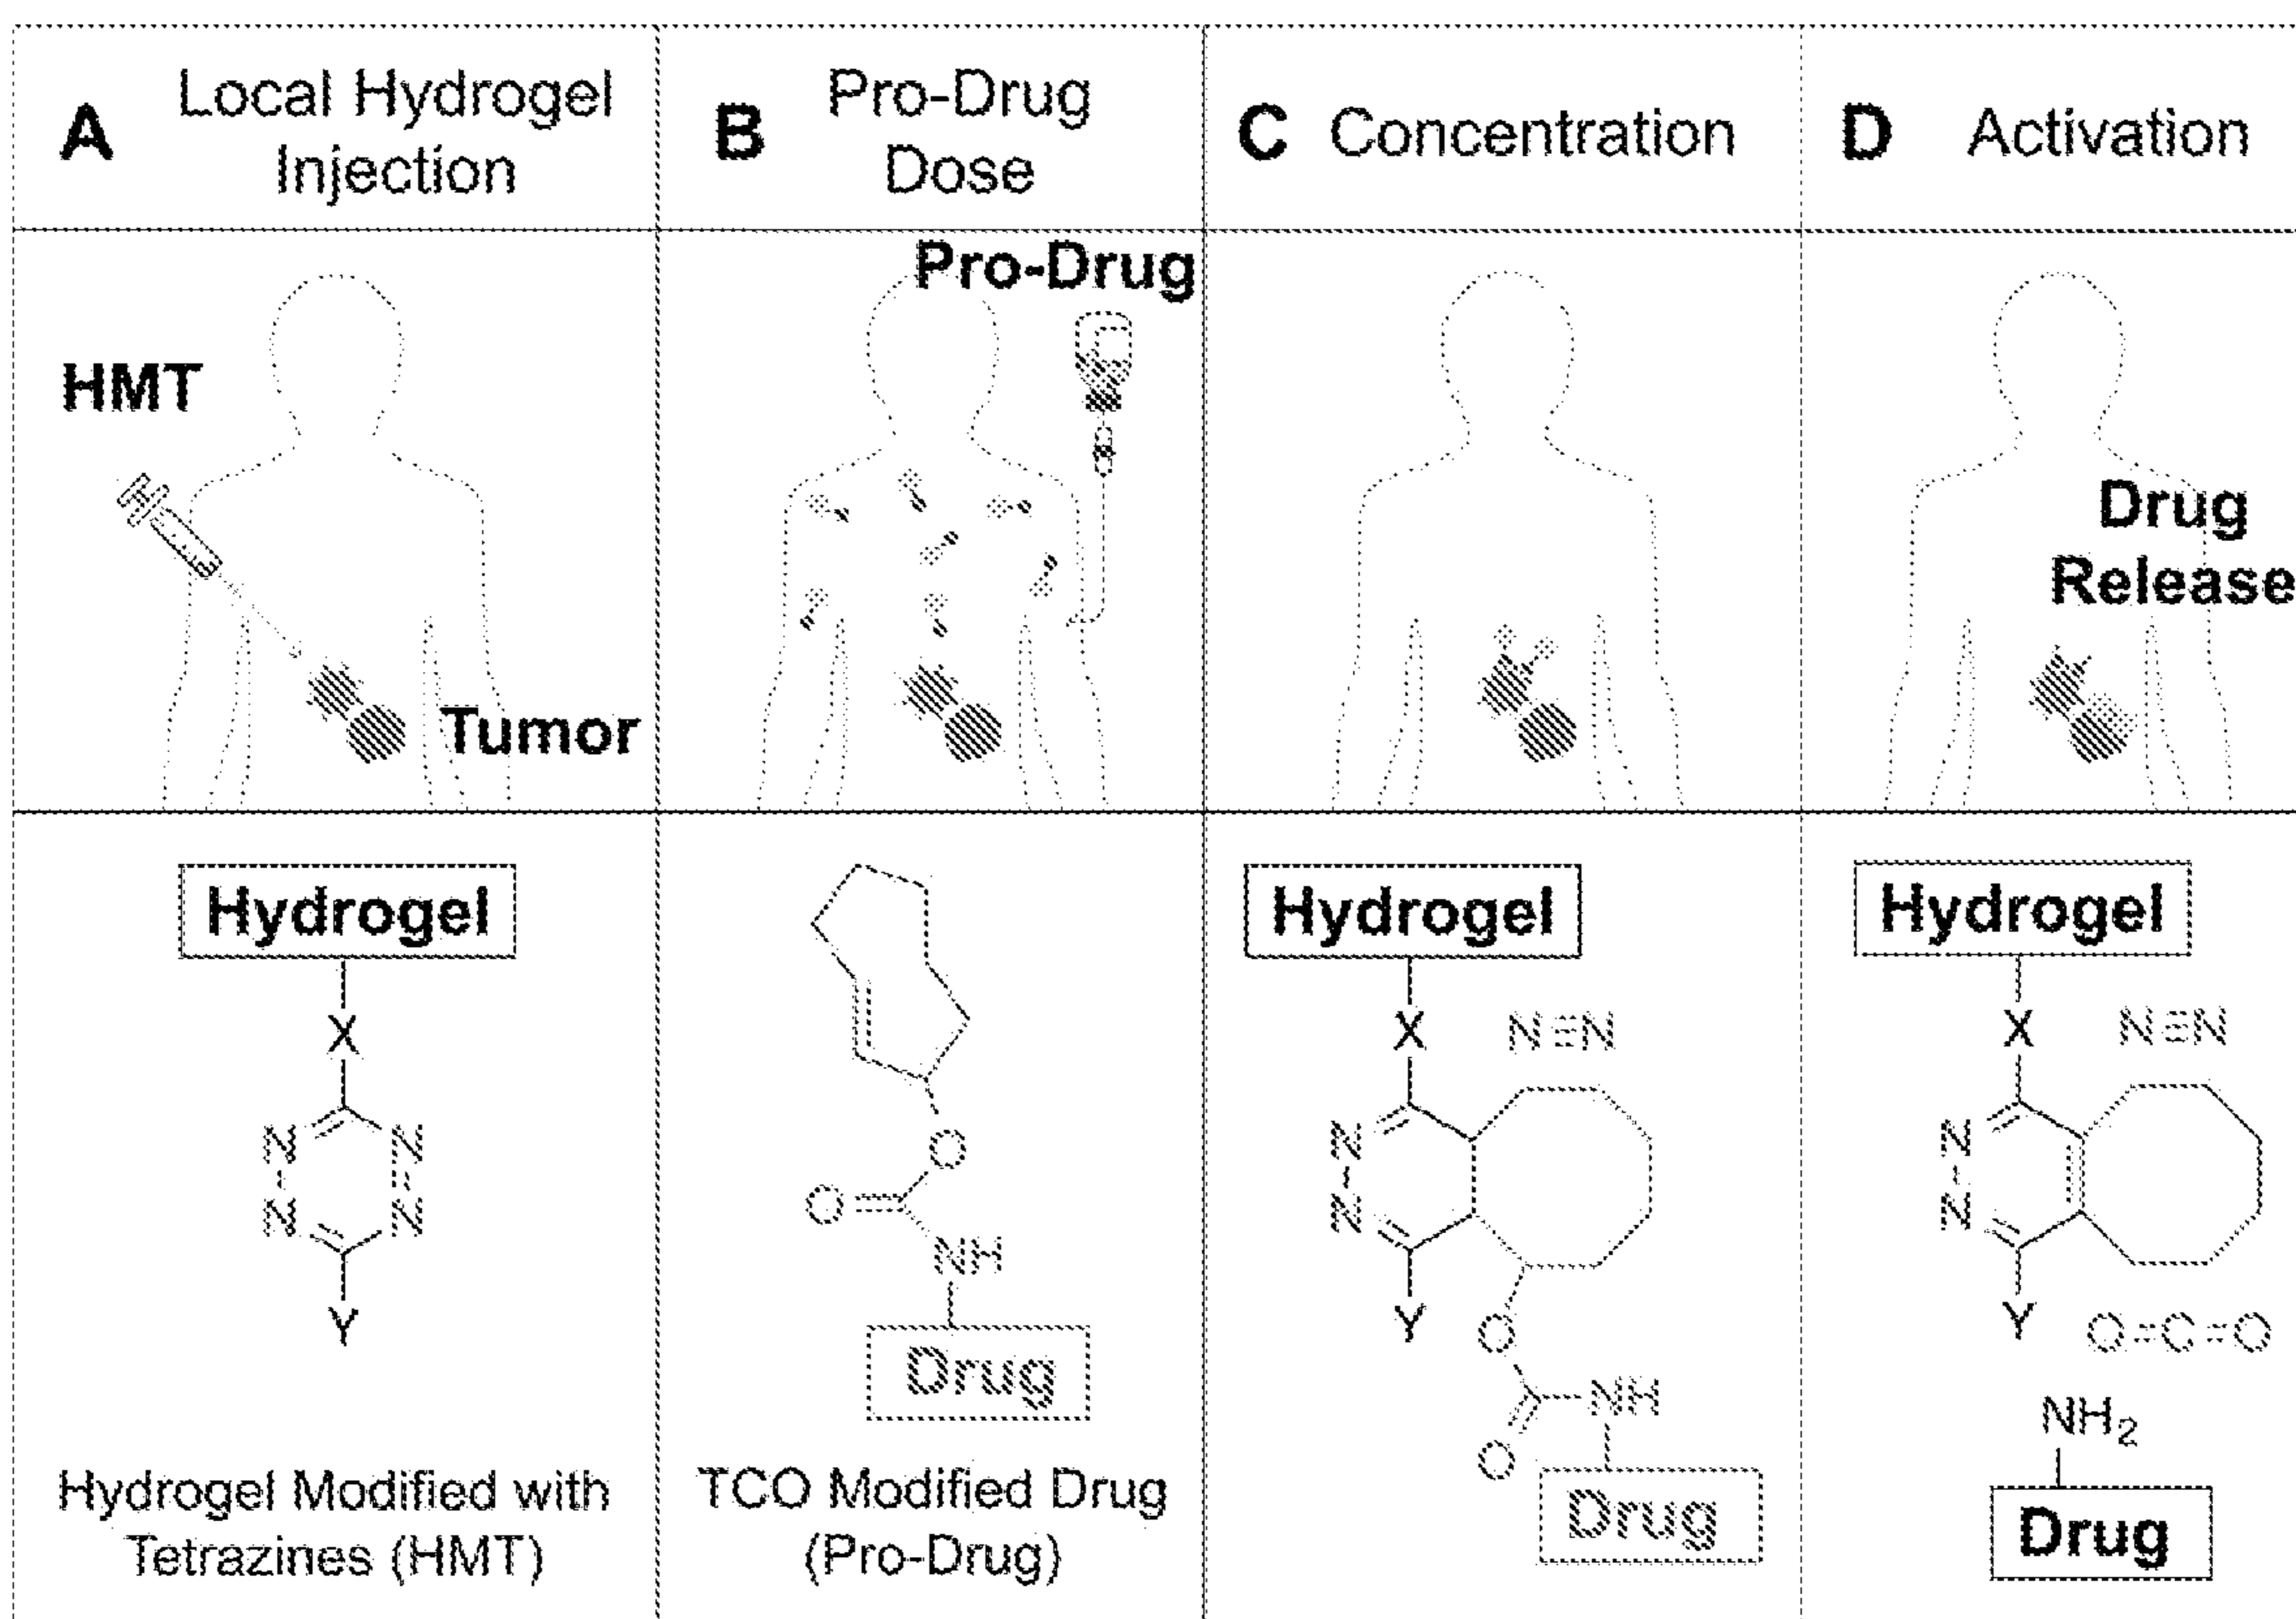 A
Local Hydrogel
Injection
B
Pro-Drug
Dose
C
Concentration
D
Activation
HMT
Tumor
Pro-Drug
Drug
Release
Hydrogel
X
N
N
N
N
Y
Hydrogel Modified with
Tetrazines (HMT)
O
O
NH
Drug
TCO Modified Drug
(Pro-Drug)
Hydrogel
X
N≡N
N
N
Y
O
NH
O
Drug
Hydrogel
X
N≡N
N
N
Y
O=C=O
NH2
Drug